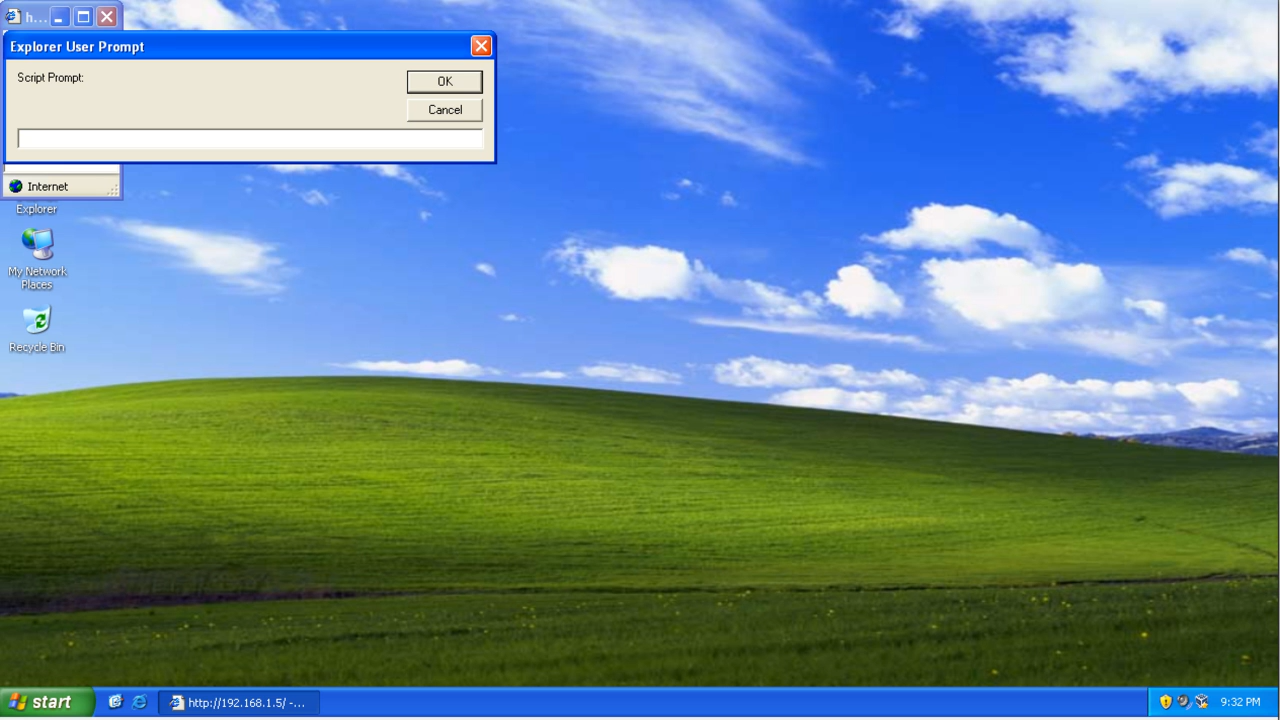 h...
Explorer User Prompt
Script Prompt:
OK
Cancel
Internet
Explorer
My Network
Places
Recycle Bin
start
http://192.168.1.5/ -...
9:32 PM